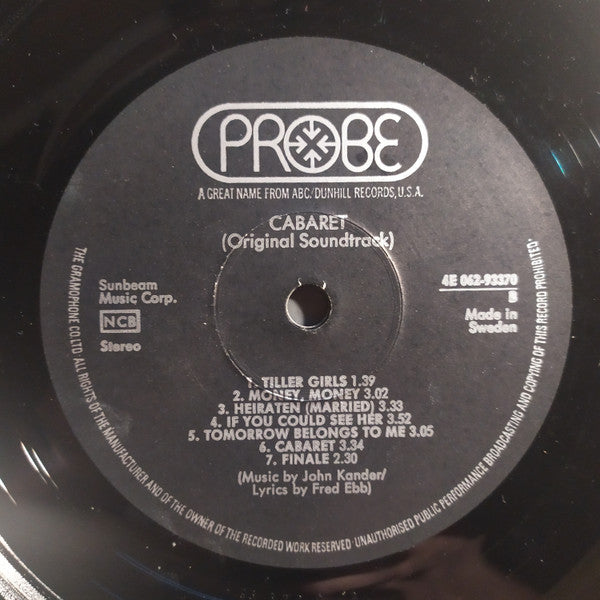 PROBE
A GREAT NAME FROM ABC/DUNHILL RECORDS, U.S.A.
CABARET
(Original Soundtrack)
Sunbeam
Music Corp.
NCB
Stereo
4E 062-93370
B
Made in
Sweden
1. TILLER GIRLS 1.39
2. MONEY, MONEY 3.02
3. HEIRATEN (MARRIED) 3.33
4. IF YOU COULD SEE HER 3.52
5. TOMORROW BELONGS TO ME 3.05
6. CABARET 3.34
7. FINALE 2.30
(Music by John Kander/
Lyrics by Fred Ebb)
THE GRAMOPHONE CO. LTD. ALL RIGHTS OF THE MANUFACTURER AND OF THE OWNER OF THE RECORDED WORK RESERVED · UNAUTHORISED PUBLIC PERFORMANCE BROADCASTING AND COPYING OF THIS RECORD PROHIBITED·